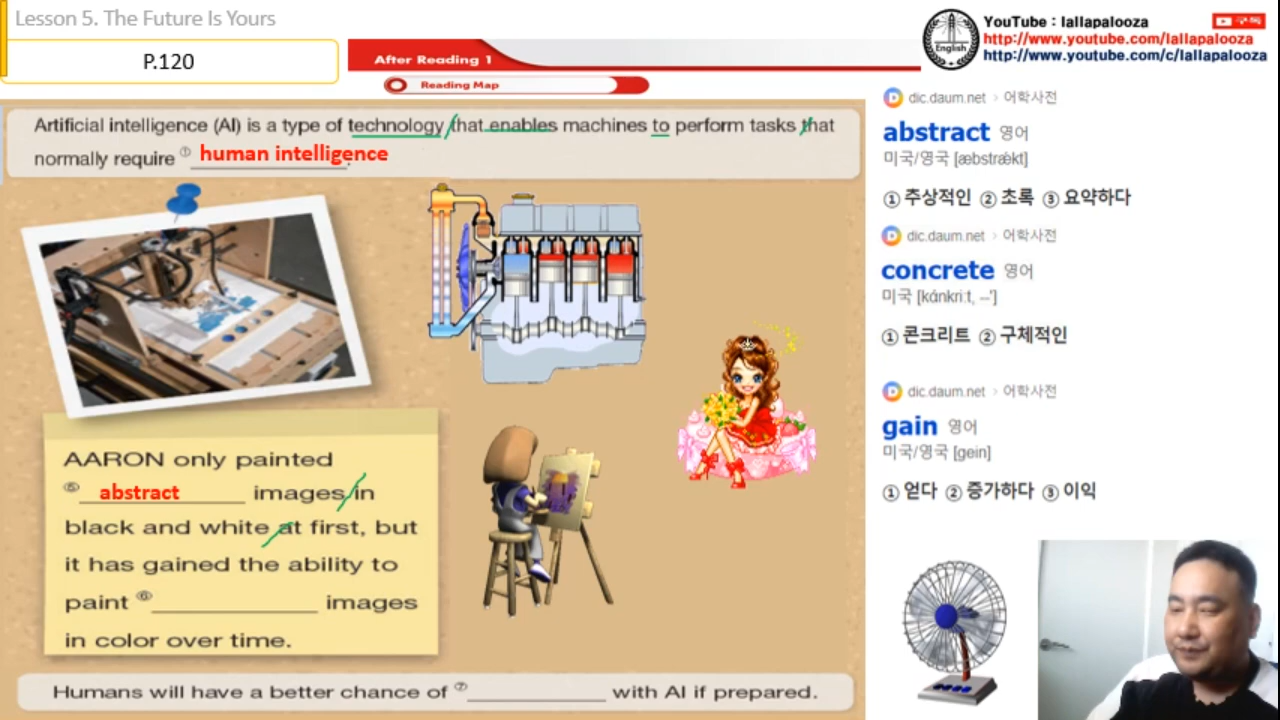 Lesson 5. The Future Is Yours
P.120
After Reading 1
Reading Map
English
YouTube : lallapalooza
구독
http://www.youtube.com/lallapalooza
http://www.youtube.com/c/lallapalooza
Artificial intelligence (AI) is a type of technology that enables machines to perform tasks that
normally require ① human intelligence.
AARON only painted
⑤ abstract images in
black and white at first, but
it has gained the ability to
paint ⑥ images
in color over time.
Humans will have a better chance of ⑦ with AI if prepared.
dic.daum.net › 어학사전
abstract 영어
미국/영국 [æbstrǽkt]
① 추상적인 ② 초록 ③ 요약하다
dic.daum.net › 어학사전
concrete 영어
미국 [kánkriːt, --́]
① 콘크리트 ② 구체적인
dic.daum.net › 어학사전
gain 영어
미국/영국 [gein]
① 얻다 ② 증가하다 ③ 이익